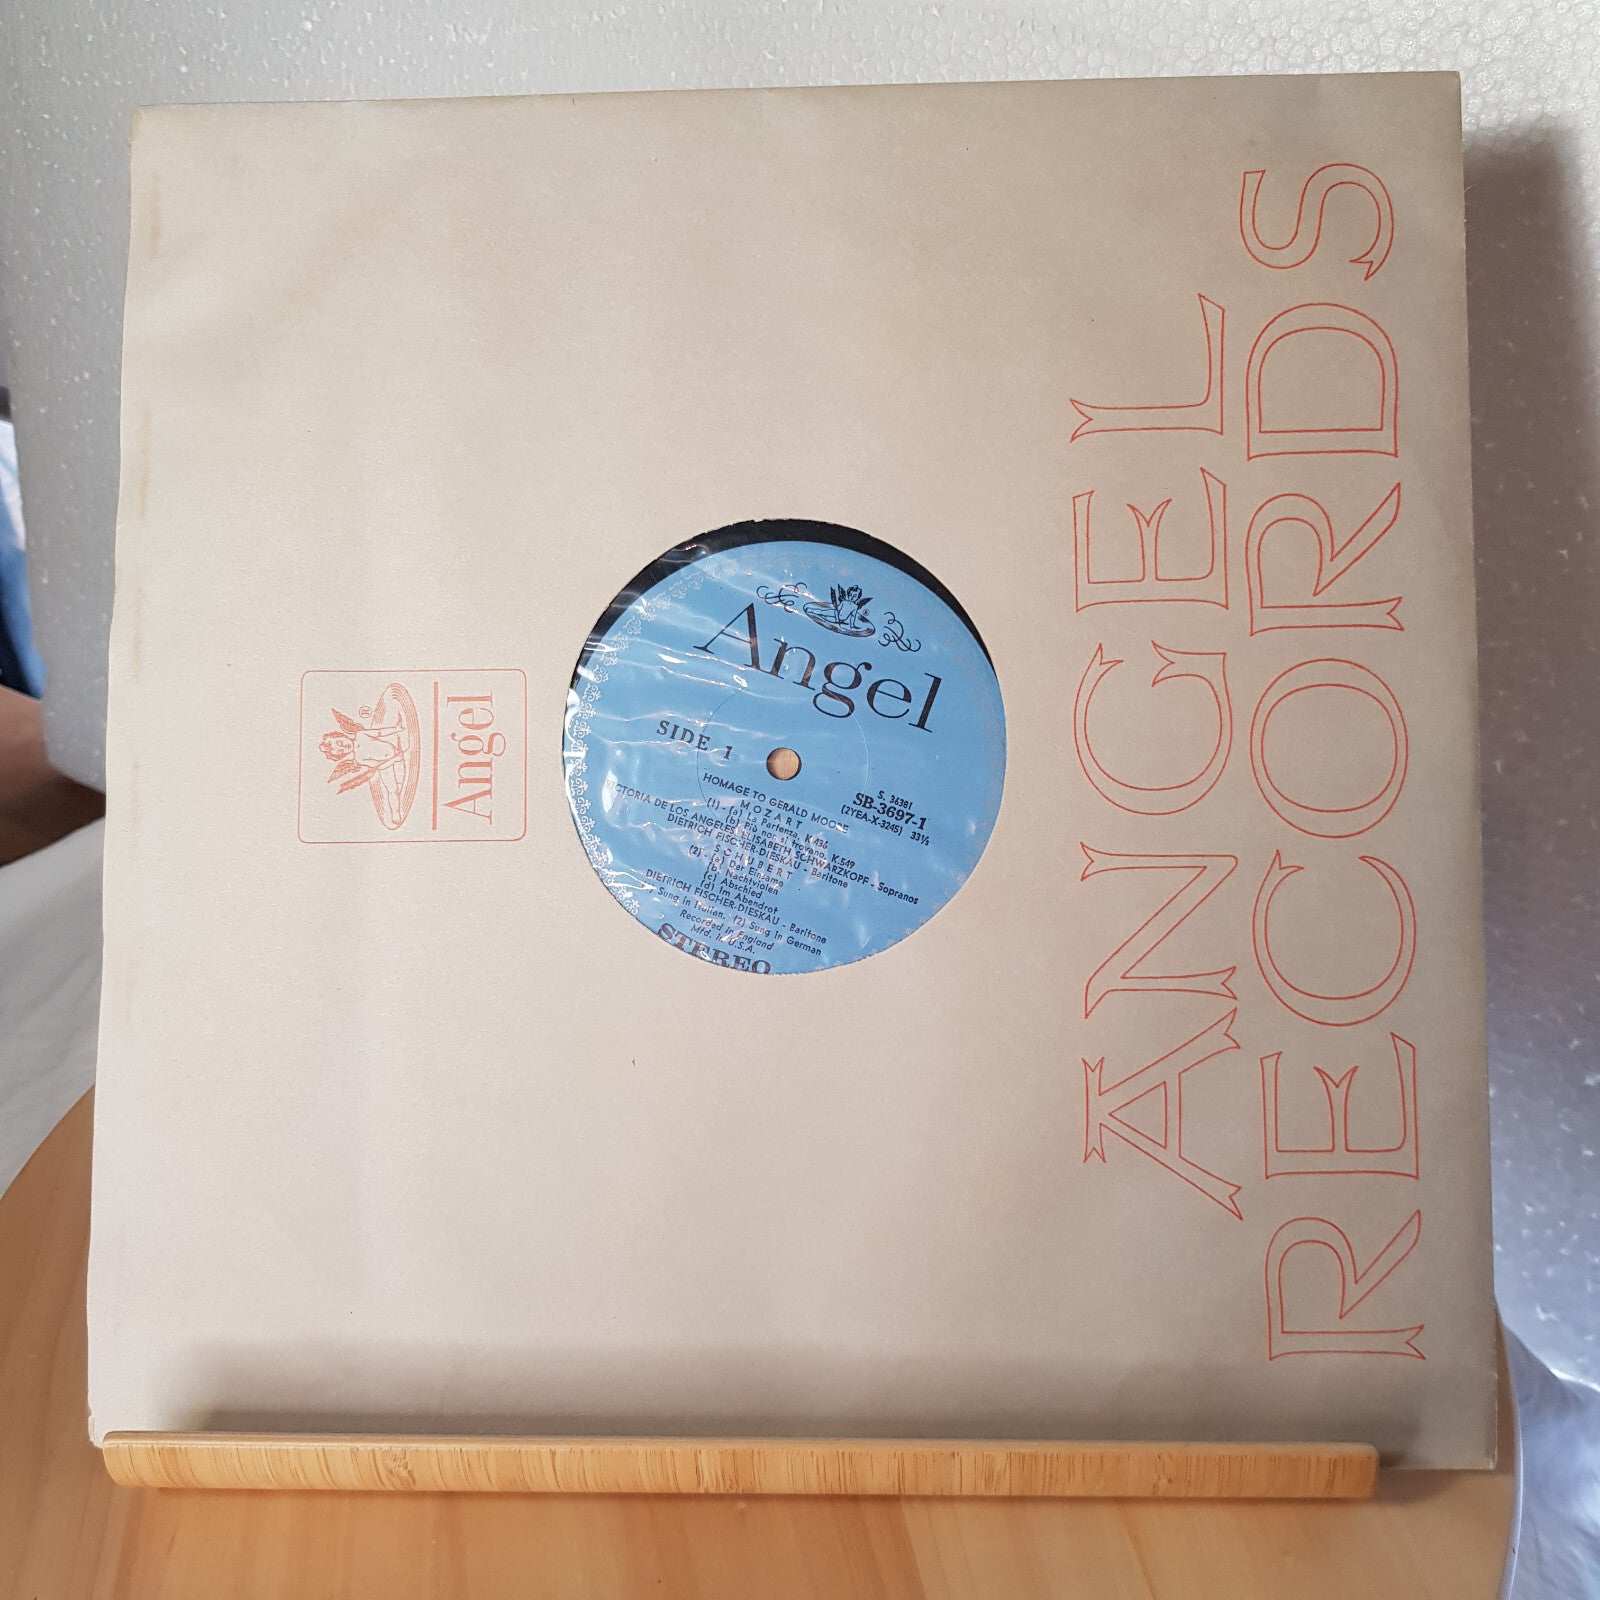 Angel
SIDE 1
S. 36381
SB-3697-1
(2YEA-X-3245) 33⅓
HOMAGE TO GERALD MOORE
MOZART
(1) - (a) La Partenza, K.436
(b) Più non si trovano, K.549
VICTORIA DE LOS ANGELES, ELISABETH SCHWARZKOPF - Sopranos
DIETRICH FISCHER-DIESKAU - Baritone
SCHUBERT
(2) - (a) Der Einsame
(b) Nachtviolen
(c) Abschied
(d) Im Abendrot
DIETRICH FISCHER-DIESKAU - Baritone
) Sung in Italian. (2) Sung in German
Recorded in England
Mfd. in U.S.A.
STEREO
®
Angel
ANGEL
RECORDS